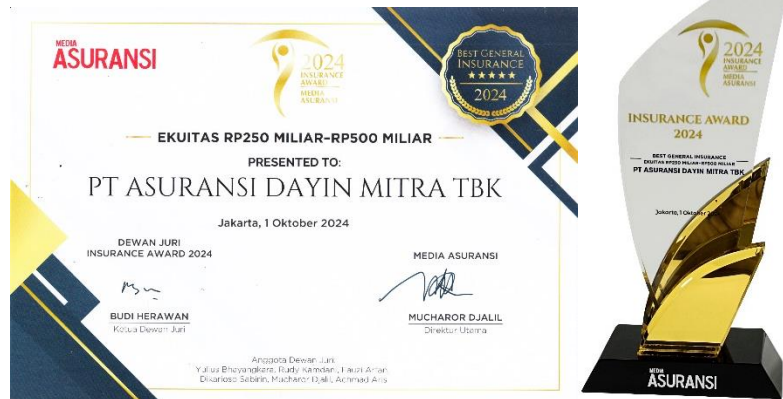 MEDIA
ASURANSI
2024
INSURANCE
AWARD
MEDIA
ASURANSI
BEST GENERAL
INSURANCE
2024
EKUITAS RP250 MILIAR-RP500 MILIAR
PRESENTED TO:
PT ASURANSI DAYIN MITRA TBK
Jakarta, 1 Oktober 2024
DEWAN JURI
INSURANCE AWARD 2024
BUDI HERAWAN
Ketua Dewan Juri
MEDIA ASURANSI
MUCHAROR DJALIL
Direktur Utama
Anggota Dewan Juri:
Yulius Bhayangkara, Rudy Kamdani, Fauzi Arfan
Dikarioso Sabirin, Mucharor Djalil, Achmad Aris
2024
INSURANCE
AWARD
MEDIA
ASURANSI
INSURANCE AWARD
2024
BEST GENERAL INSURANCE
EKUITAS RP250 MILIAR-RP500 MILIAR
PT ASURANSI DAYIN MITRA TBK
Jakarta, 1 Oktober 2024
MEDIA
ASURANSI